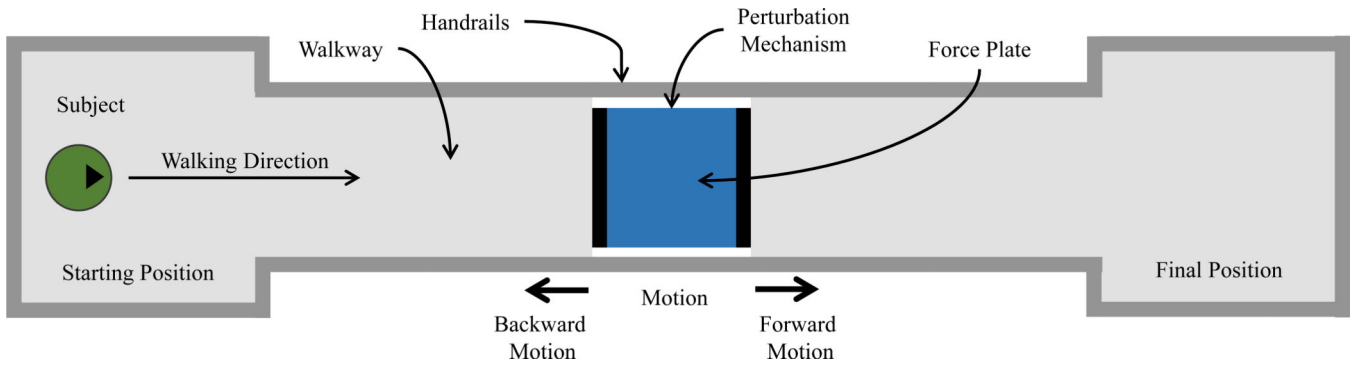 Handrails
Perturbation
Mechanism
Walkway
Force Plate
Subject
Walking Direction
Starting Position
Final Position
Motion
Backward
Motion
Forward
Motion